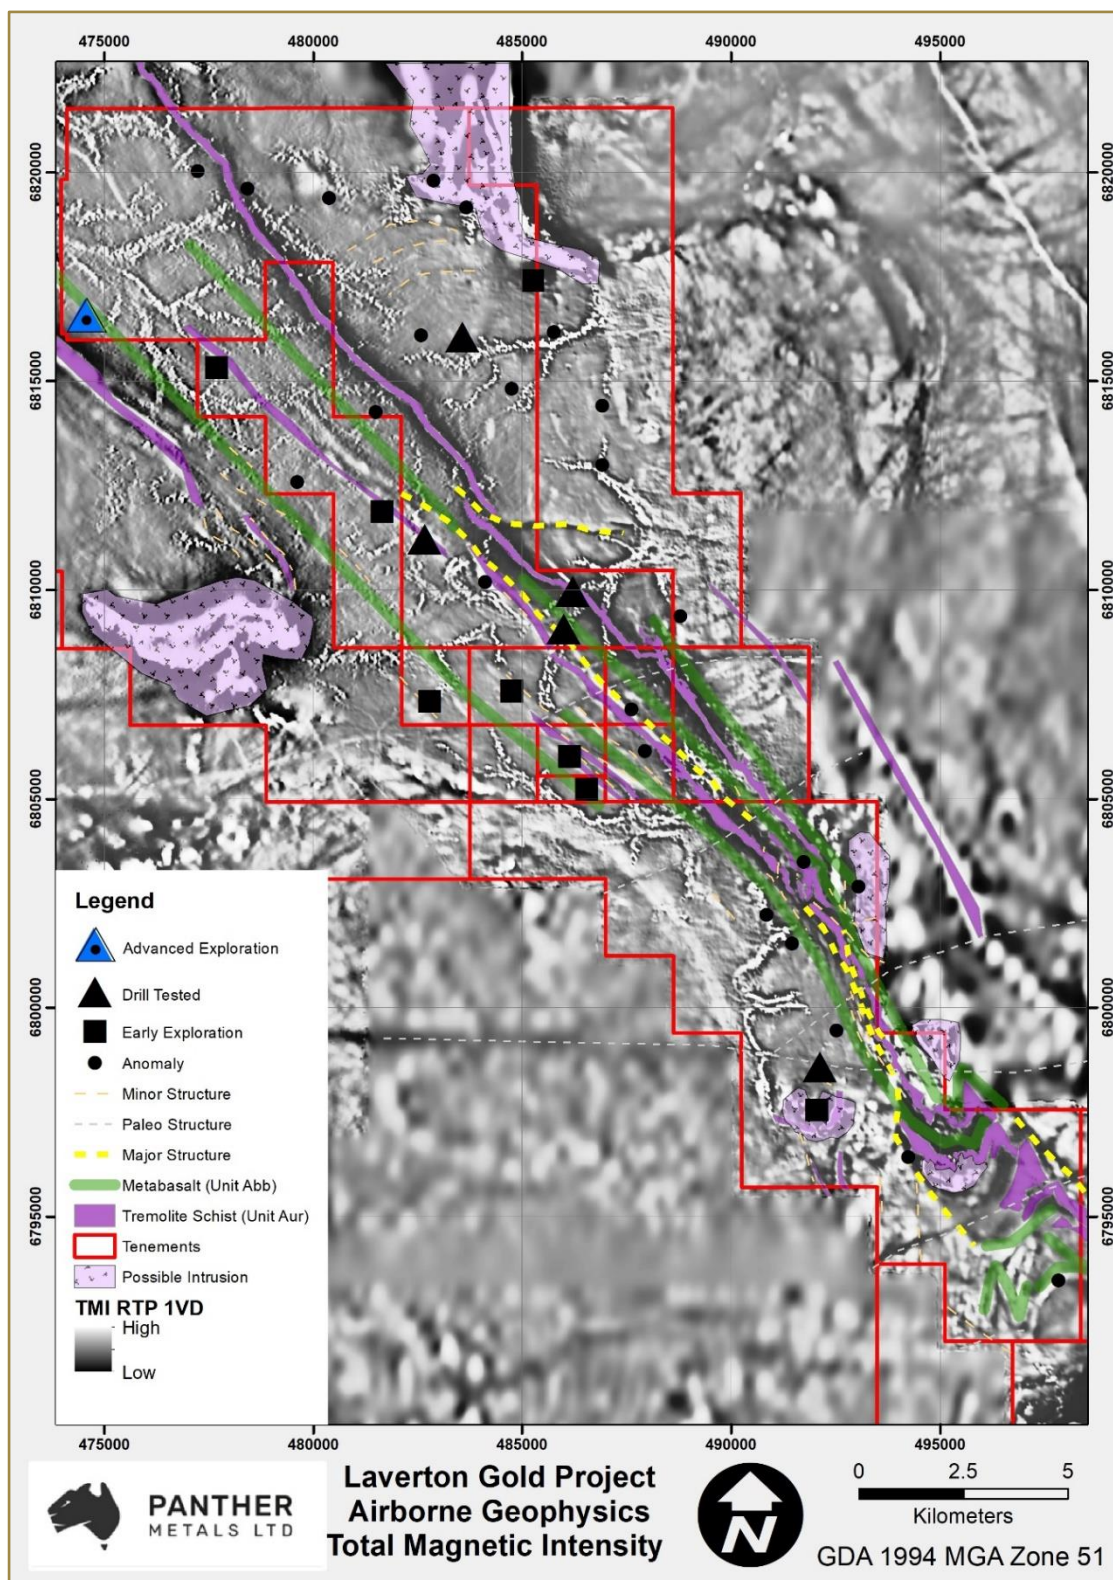 475000 480000 485000 490000 495000
6820000 6820000
6815000 6815000
6810000 6810000
6805000 6805000
6800000 6800000
6795000 6795000
Legend
Advanced Exploration
Drill Tested
Early Exploration
Anomaly
Minor Structure
Paleo Structure
Major Structure
Metabasalt (Unit Abb)
Tremolite Schist (Unit Aur)
Tenements
Possible Intrusion
TMI RTP 1VD
High
Low
475000 480000 485000 490000 495000
PANTHER
METALS LTD
Laverton Gold Project
Airborne Geophysics
Total Magnetic Intensity
N
0 2.5 5
Kilometers
GDA 1994 MGA Zone 51